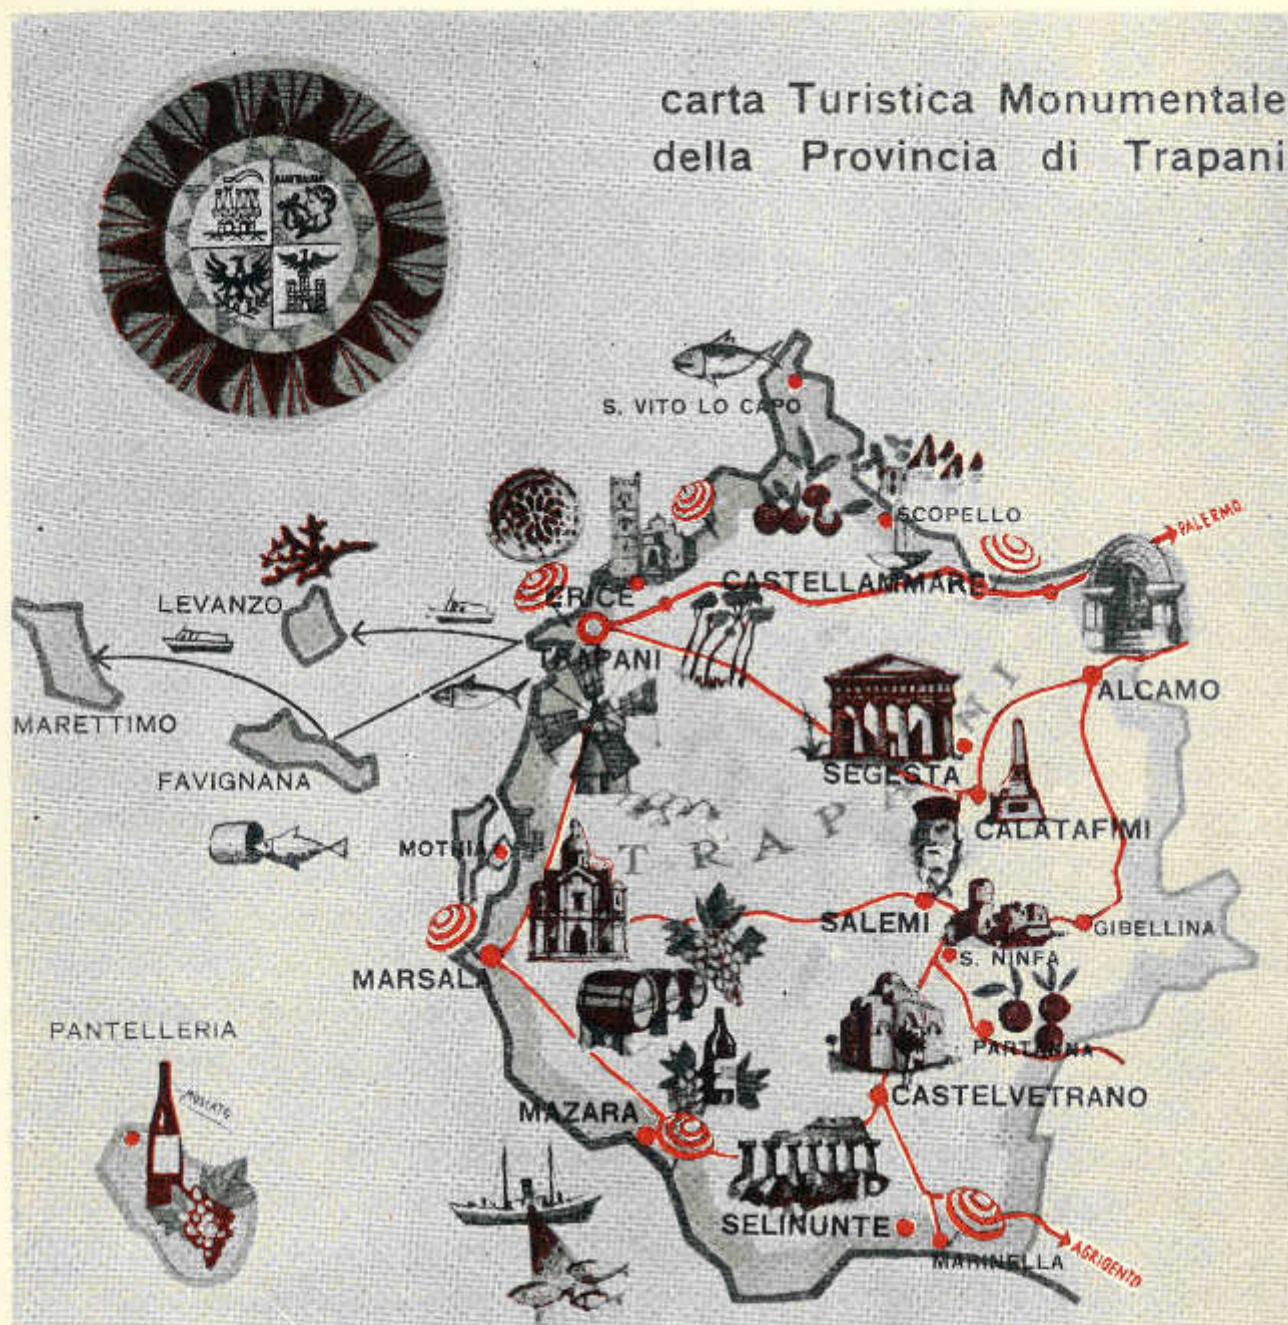 carta Turistica Monumentale
della Provincia di Trapani
S. VITO LO CAPO
SCOPELLO
PALERMO
CASTELLAMMARE
ERICE
LEVANZO
TRAPANI
MARETTIMO
ALCAMO
FAVIGNANA
SEGESTA
CALATAFIMI
TRAPANI
MOTHIA
SALEMI
GIBELLINA
S. NINFA
MARSALA
PANTELLERIA
PARTANNA
MOSCATO
CASTELVETRANO
MAZARA
SELINUNTE
MARINELLA
AGRIGENTO